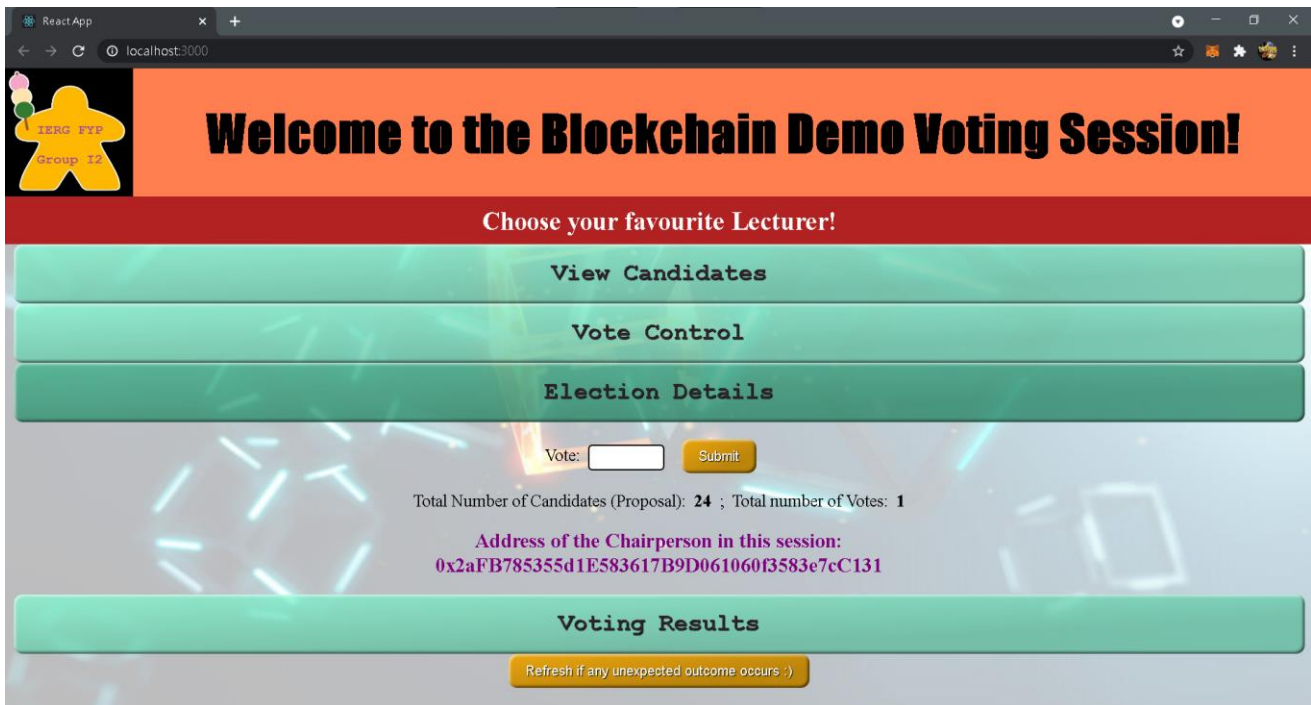 React App
localhost:3000
IERG FYP
Group I2
Welcome to the Blockchain Demo Voting Session!
Choose your favourite Lecturer!
View Candidates
Vote Control
Election Details
Vote: Submit
Total Number of Candidates (Proposal): 24 ; Total number of Votes: 1
Address of the Chairperson in this session:
0x2aFB785355d1E583617B9D061060f3583e7cC131
Voting Results
Refresh if any unexpected outcome occurs :)